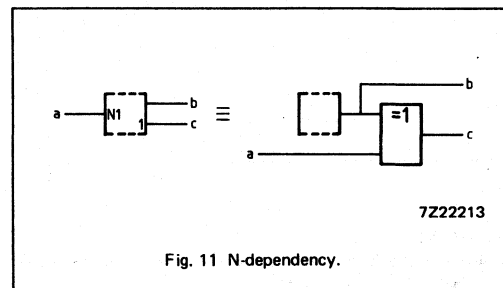 a N1 b
1 c
≡
b
=1
c
a
7Z22213
Fig. 11 N-dependency.